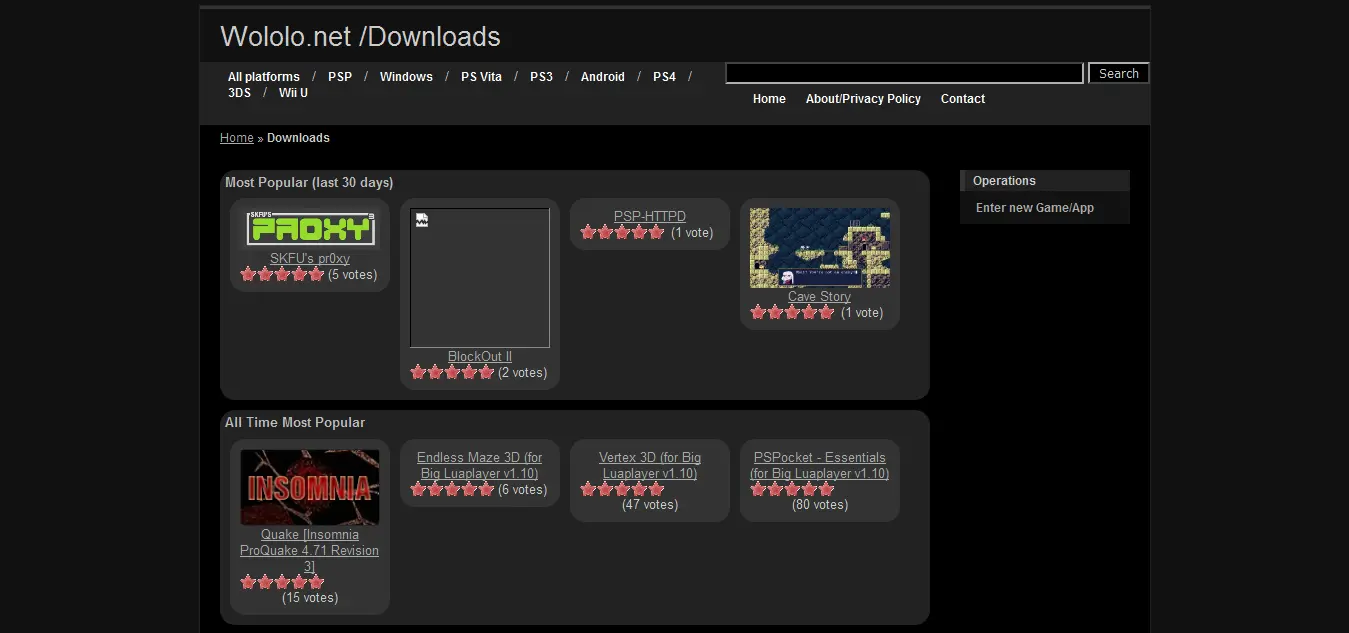 Wololo.net /Downloads
All platforms / PSP / Windows / PS Vita / PS3 / Android / PS4 /
3DS / Wii U
Search
Home About/Privacy Policy Contact
Home » Downloads
Most Popular (last 30 days)
SKFU'S
PROXY
SKFU's pr0xy
(5 votes)
BlockOut II
(2 votes)
PSP-HTTPD
(1 vote)
Cave Story
(1 vote)
Operations
Enter new Game/App
All Time Most Popular
INSOMNIA
Quake [Insomnia
ProQuake 4.71 Revision
3]
(15 votes)
Endless Maze 3D (for
Big Luaplayer v1.10)
(6 votes)
Vertex 3D (for Big
Luaplayer v1.10)
(47 votes)
PSPocket - Essentials
(for Big Luaplayer v1.10)
(80 votes)